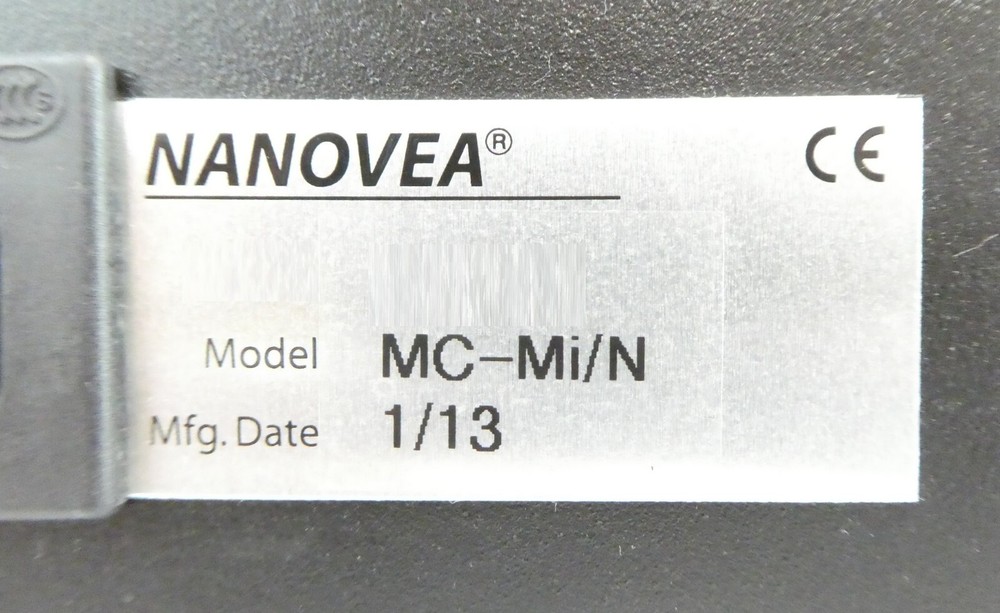 NANOVEA®
CE
Model MC-Mi/N
Mfg. Date 1/13